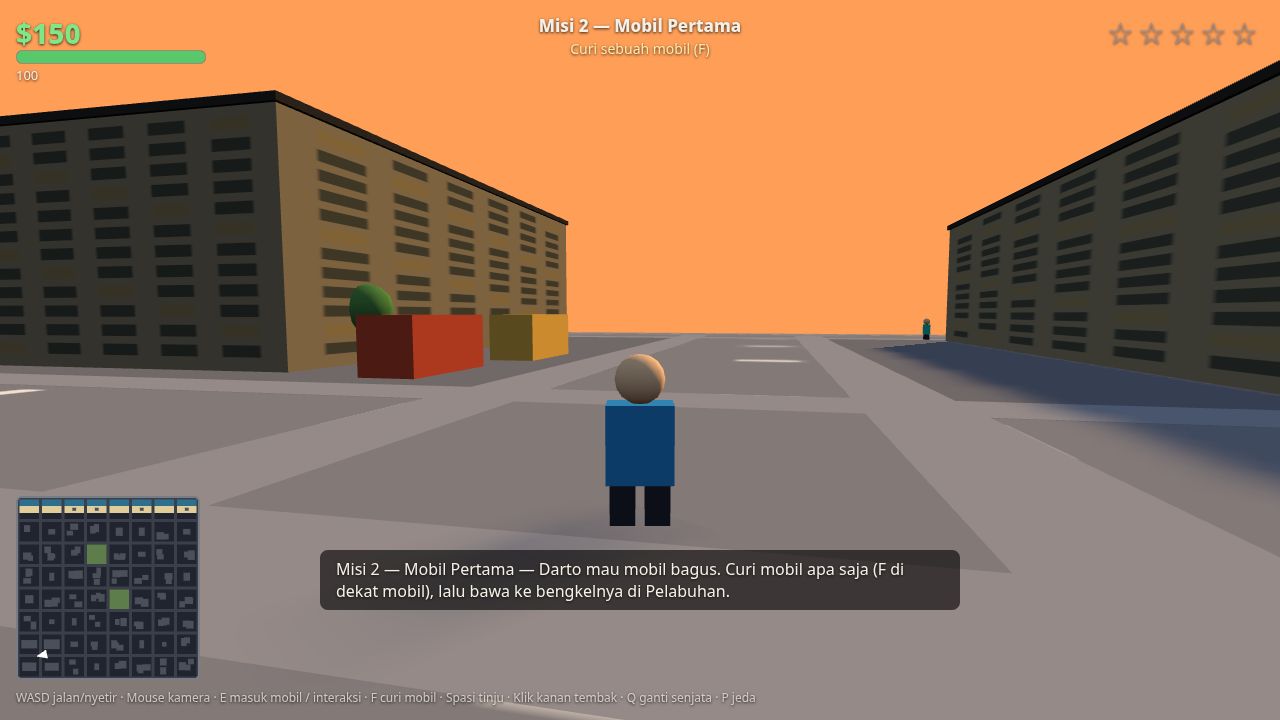 $150
100
Misi 2 — Mobil Pertama
Curi sebuah mobil (F)
Misi 2 — Mobil Pertama — Darto mau mobil bagus. Curi mobil apa saja (F di
dekat mobil), lalu bawa ke bengkelnya di Pelabuhan.
WASD jalan/nyetir · Mouse kamera · E masuk mobil / interaksi · F curi mobil · Spasi tinju · Klik kanan tembak · Q ganti senjata · P jeda